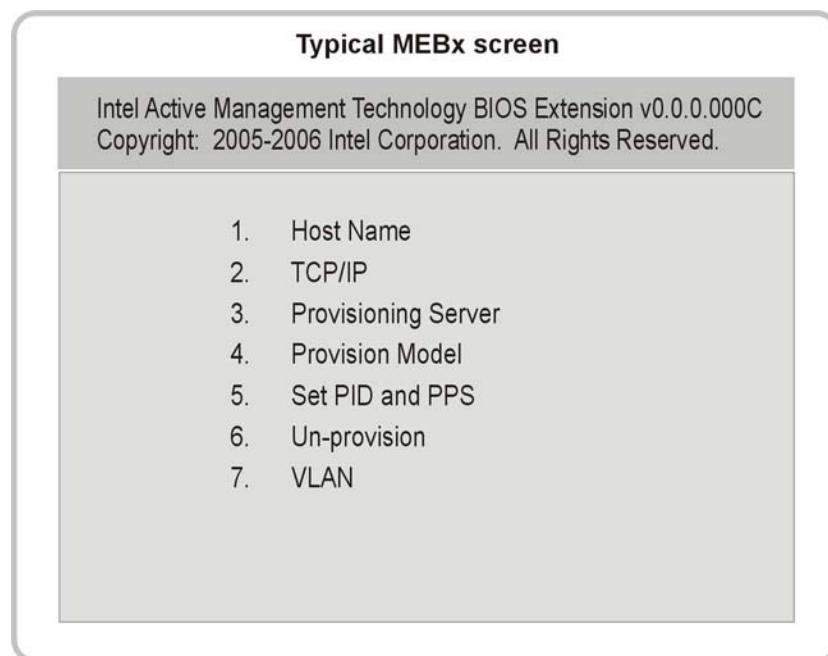 Typical MEBx screen
Intel Active Management Technology BIOS Extension v0.0.0.000C
Copyright: 2005-2006 Intel Corporation. All Rights Reserved.
1. Host Name
2. TCP/IP
3. Provisioning Server
4. Provision Model
5. Set PID and PPS
6. Un-provision
7. VLAN